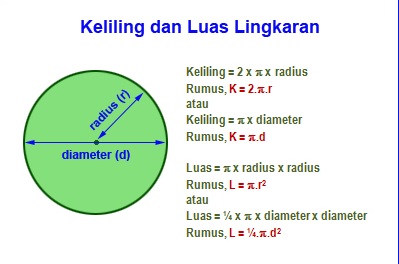 Keliling dan Luas Lingkaran
radius (r)
diameter (d)
Keliling = 2 x π x radius
Rumus, K = 2.π.r
atau
Keliling = π x diameter
Rumus, K = π.d
Luas = π x radius x radius
Rumus, L = π.r²
atau
Luas = ¼ x π x diameter x diameter
Rumus, L = ¼.π.d²